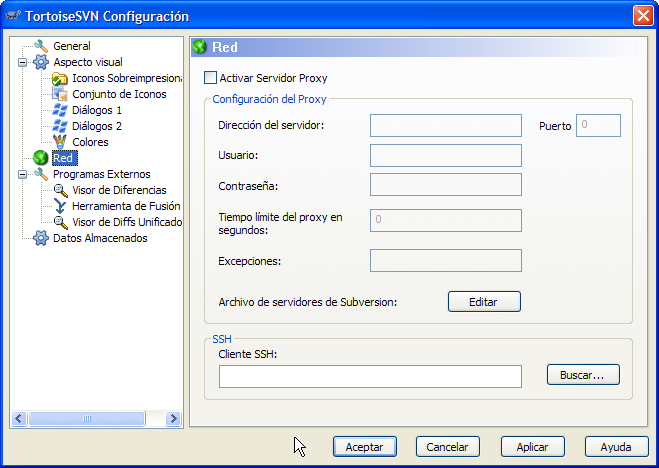 TortoiseSVN Configuración
General
Aspecto visual
Iconos Sobreimpresiona
Conjunto de Iconos
Diálogos 1
Diálogos 2
Colores
Red
Programas Externos
Visor de Diferencias
Herramienta de Fusión
Visor de Diffs Unificado
Datos Almacenados
Red
Activar Servidor Proxy
Configuración del Proxy
Dirección del servidor:
Puerto 0
Usuario:
Contraseña:
Tiempo límite del proxy en
segundos:
0
Excepciones:
Archivo de servidores de Subversion:
Editar
SSH
Cliente SSH:
Buscar...
Aceptar
Cancelar
Aplicar
Ayuda